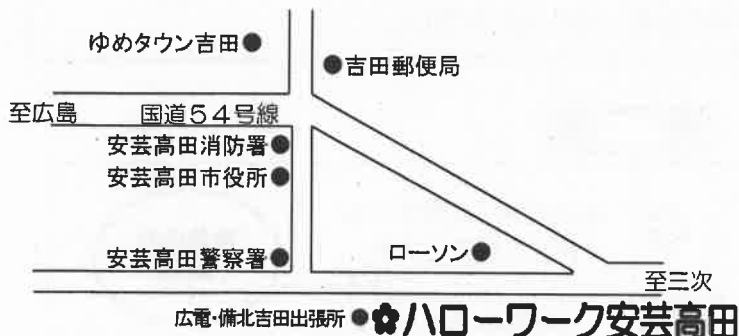 ゆめタウン吉田
吉田郵便局
至広島
国道54号線
安芸高田消防署
安芸高田市役所
安芸高田警察署
ローソン
至三次
広電・備北吉田出張所
ハローワーク安芸高田